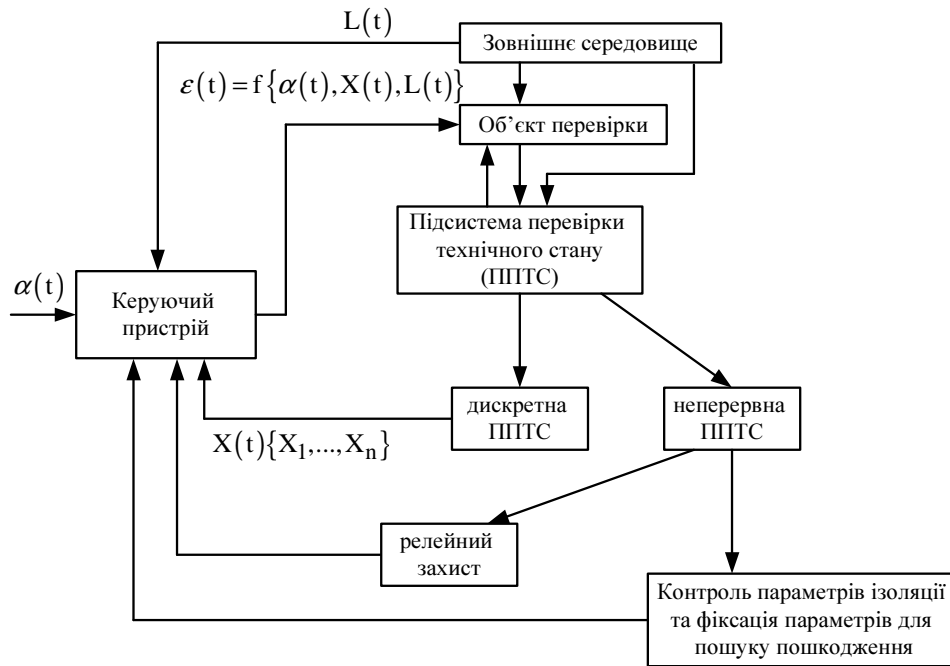 L(t)
Зовнішнє середовище
ε(t)=f{α(t),X(t),L(t)}
Об’єкт перевірки
Підсистема перевірки
технічного стану
(ППТС)
α(t)
Керуючий
пристрій
дискретна
ППТС
неперервна
ППТС
X(t){X₁,...,Xₙ}
релейний
захист
Контроль параметрів ізоляції
та фіксація параметрів для
пошуку пошкодження